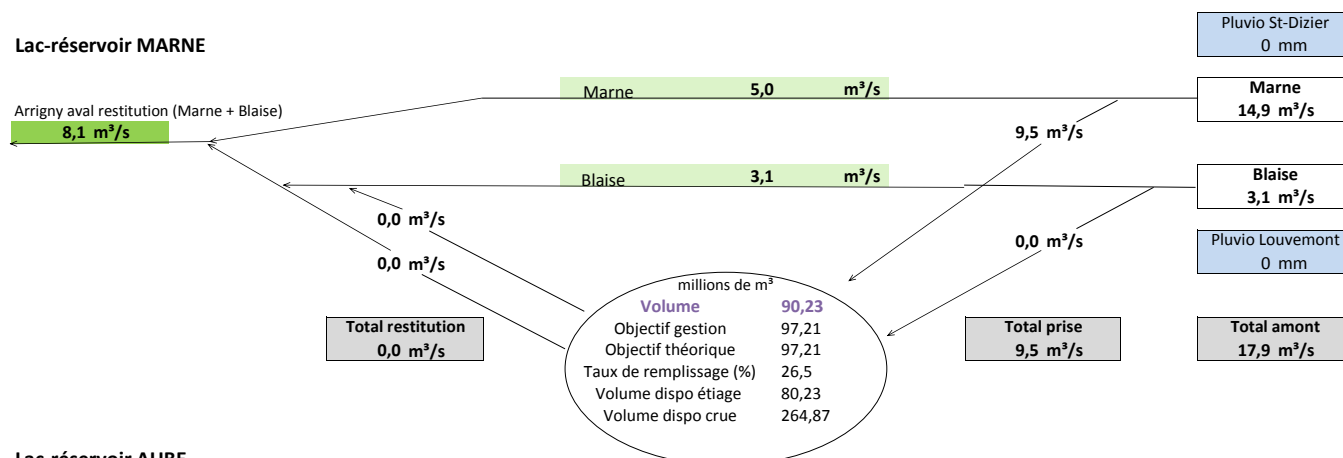 Pluvio St-Dizier
0 mm
Lac-réservoir MARNE
Marne 5,0 m³/s
Marne
14,9 m³/s
Arrigny aval restitution (Marne + Blaise)
8,1 m³/s
9,5 m³/s
Blaise 3,1 m³/s
Blaise
3,1 m³/s
0,0 m³/s
0,0 m³/s
Pluvio Louvemont
0 mm
0,0 m³/s
millions de m³
Volume 90,23
Objectif gestion 97,21
Objectif théorique 97,21
Taux de remplissage (%) 26,5
Volume dispo étiage 80,23
Volume dispo crue 264,87
Total restitution
0,0 m³/s
Total prise
9,5 m³/s
Total amont
17,9 m³/s
Lac-réservoir AUBE